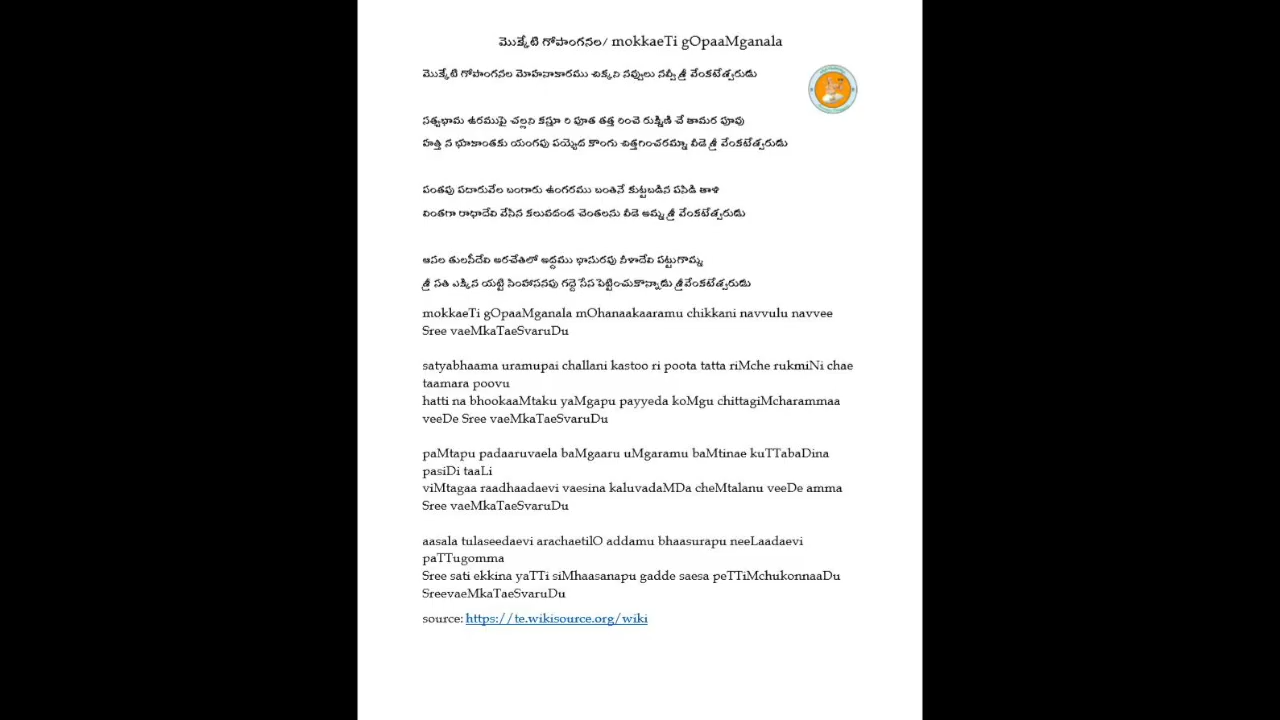 మొక్కేటి గోపాంగనల/ mokkaeTi gOpaaMganala
మొక్కేటి గోపాంగనల మోహనాకారము చిక్కని నవ్వులు నవ్వీ శ్రీ వేంకటేశ్వరుడు
సత్యభామ ఉరముపై చల్లని కస్తూ రి పూత తత్త రించె రుక్మిణి చే తామర పూవు
హత్తి న భూకాంతకు యంగపు పయ్యెద కొంగు చిత్తగించరమ్మా వీడె శ్రీ వేంకటేశ్వరుడు
పంతపు పదారువేల బంగారు ఉంగరము బంతినే కుట్టబడిన పసిడి తాళి
వింతగా రాధాదేవి వేసిన కలువదండ చెంతలను వీడె అమ్మ శ్రీ వేంకటేశ్వరుడు
ఆసల తులసీదేవి అరచేతిలో అద్దము భాసురపు నీళాదేవి పట్టుగొమ్మ
శ్రీ సతి ఎక్కిన యట్టి సింహాసనపు గద్దె సేస పెట్టించుకొన్నాడు శ్రీవేంకటేశ్వరుడు
mokkaeTi gOpaaMganala mOhanaakaaramu chikkani navvulu navvee
Sree vaeMkaTaeSvaruDu
satyabhaama uramupai challani kastoo ri poota tatta riMche rukmiNi chae
taamara poovu
hatti na bhookaaMtaku yaMgapu payyeda koMgu chittagiMcharammaa
veeDe Sree vaeMkaTaeSvaruDu
paMtapu padaaruvaela baMgaaru uMgaramu baMtinae kuTTabaDina
pasiDi taaLi
viMtagaa raadhaadaevi vaesina kaluvadaMDa cheMtalanu veeDe amma
Sree vaeMkaTaeSvaruDu
aasala tulaseedaevi arachaetilO addamu bhaasurapu neeLaadaevi
paTTugomma
Sree sati ekkina yaTTi siMhaasanapu gadde saesa peTTiMchukonnaaDu
SreevaeMkaTaeSvaruDu
source: https://te.wikisource.org/wiki